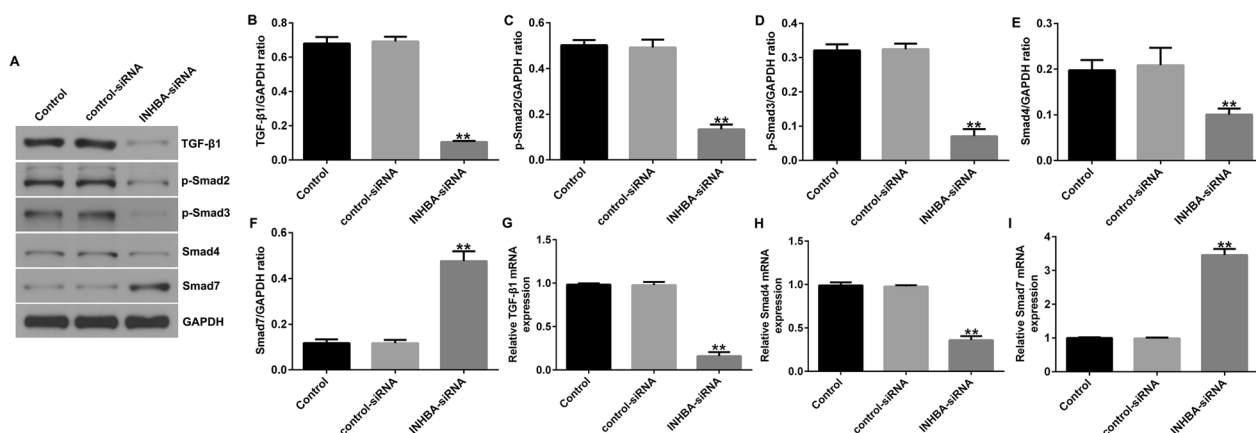 A
Control
control-siRNA
INHBA-siRNA
TGF-β1
p-Smad2
p-Smad3
Smad4
Smad7
GAPDH
B
TGF-β1/GAPDH ratio
0.8
0.6
0.4
0.2
0.0
**
Control
control-siRNA
INHBA-siRNA
C
p-Smad2/GAPDH ratio
0.6
0.4
0.2
0.0
**
Control
control-siRNA
INHBA-siRNA
D
p-Smad3/GAPDH ratio
0.4
0.3
0.2
0.1
0.0
**
Control
control-siRNA
INHBA-siRNA
E
Smad4/GAPDH ratio
0.3
0.2
0.1
0.0
**
Control
control-siRNA
INHBA-siRNA
F
Smad7/GAPDH ratio
0.6
0.4
0.2
0.0
**
Control
control-siRNA
INHBA-siRNA
G
Relative TGF-β1 mRNA
expression
1.5
1.0
0.5
0.0
**
Control
control-siRNA
INHBA-siRNA
H
Relative Smad4 mRNA
expression
1.5
1.0
0.5
0.0
**
Control
control-siRNA
INHBA-siRNA
I
Relative Smad7 mRNA
expression
4
3
2
1
0
**
Control
control-siRNA
INHBA-siRNA